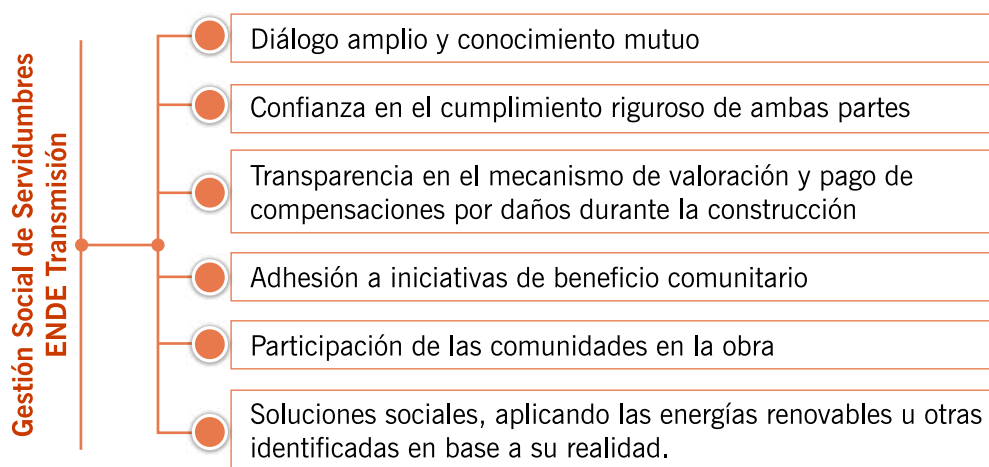 Gestión Social de Servidumbres
ENDE Transmisión
Diálogo amplio y conocimiento mutuo
Confianza en el cumplimiento riguroso de ambas partes
Transparencia en el mecanismo de valoración y pago de
compensaciones por daños durante la construcción
Adhesión a iniciativas de beneficio comunitario
Participación de las comunidades en la obra
Soluciones sociales, aplicando las energías renovables u otras
identificadas en base a su realidad.